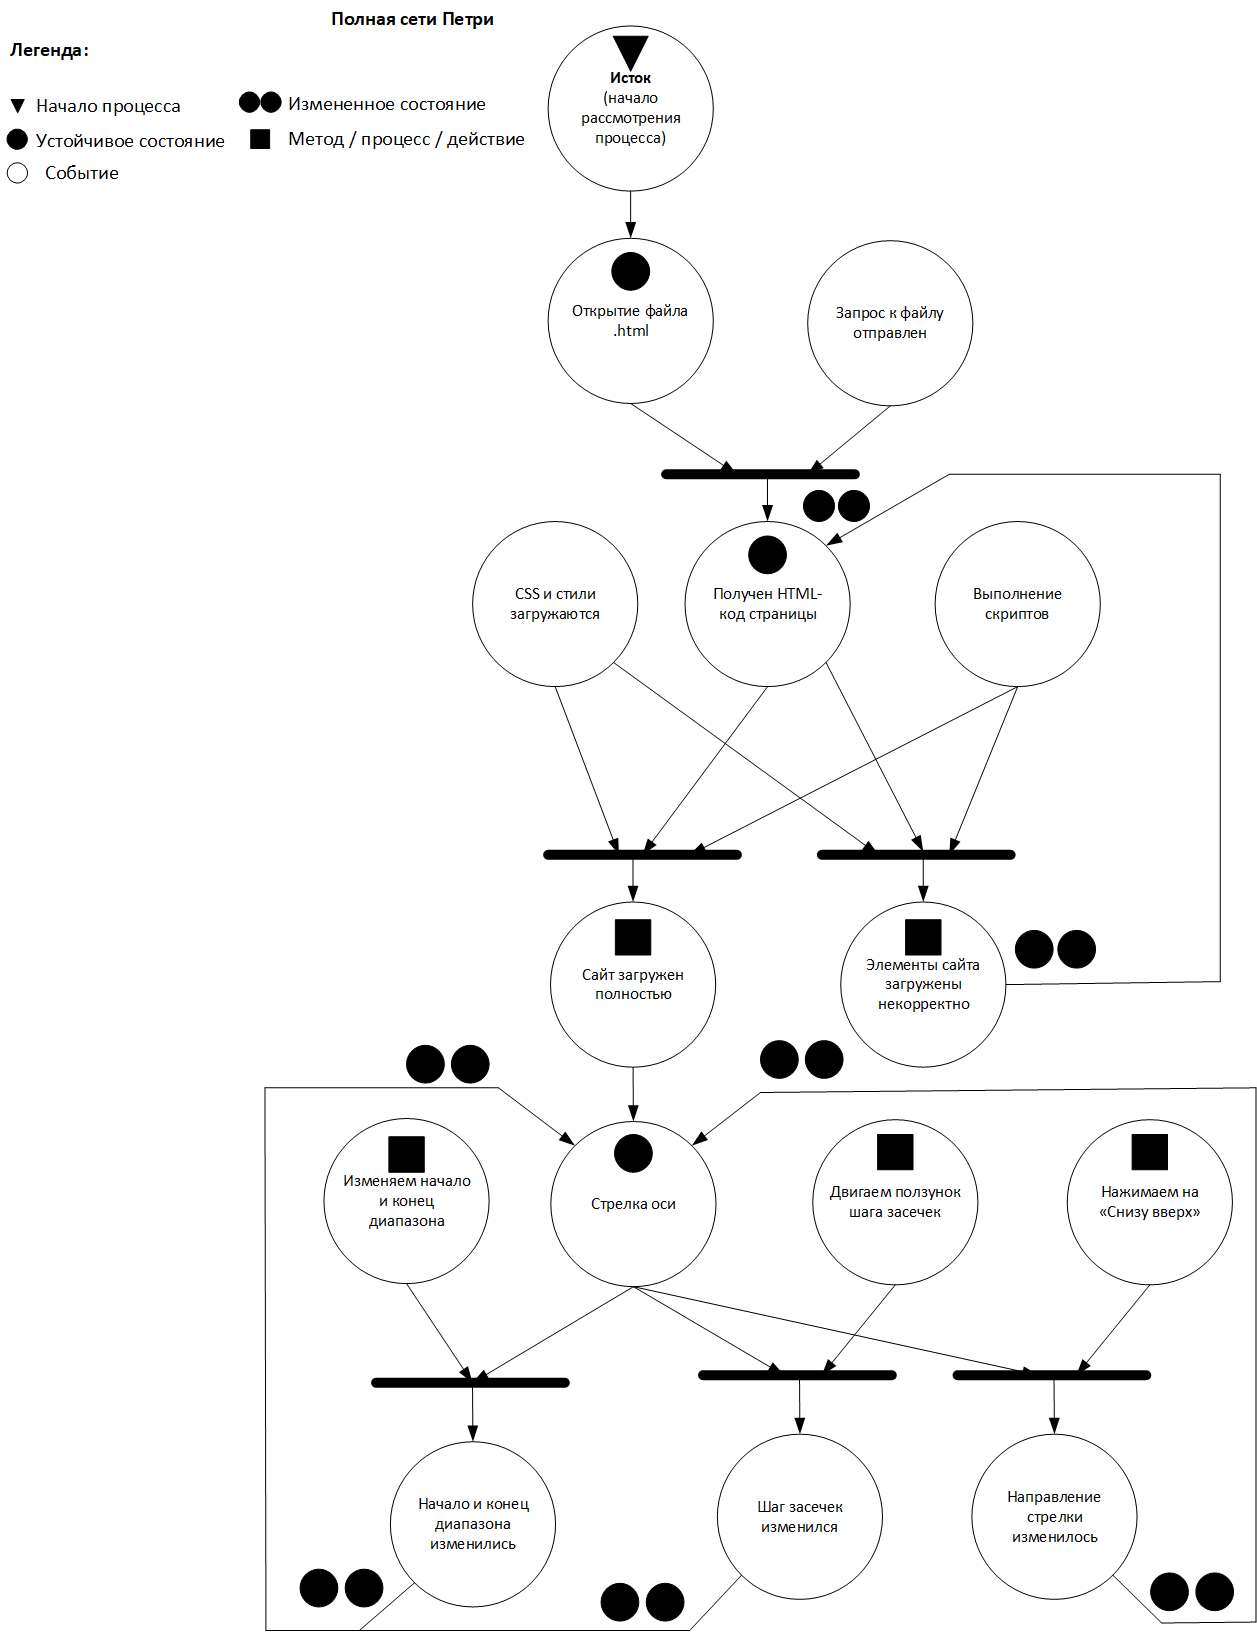 Полная сети Петри
Легенда:
Начало процесса
Измененное состояние
Устойчивое состояние
Метод / процесс / действие
Событие
Исток
(начало
рассмотрения
процесса)
Открытие файла
.html
Запрос к файлу
отправлен
CSS и стили
загружаются
Получен HTML-
код страницы
Выполнение
скриптов
Сайт загружен
полностью
Элементы сайта
загружены
некорректно
Изменяем начало
и конец
диапазона
Стрелка оси
Двигаем ползунок
шага засечек
Нажимаем на
«Снизу вверх»
Начало и конец
диапазона
изменились
Шаг засечек
изменился
Направление
стрелки
изменилось